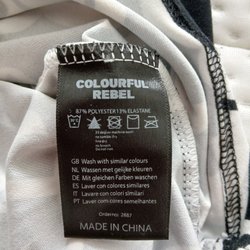 COLOURFUL
REBEL
87% POLYESTER 13% ELASTANE
GB Wash with similar colours
NL Wassen met gelijke kleuren
DE Mit gleichen Farben waschen
ES Lavar con colores similares
IT Lavare con colori similari
PT Lavar com cores semelhantes
Ordernr. 2687
MADE IN CHINA